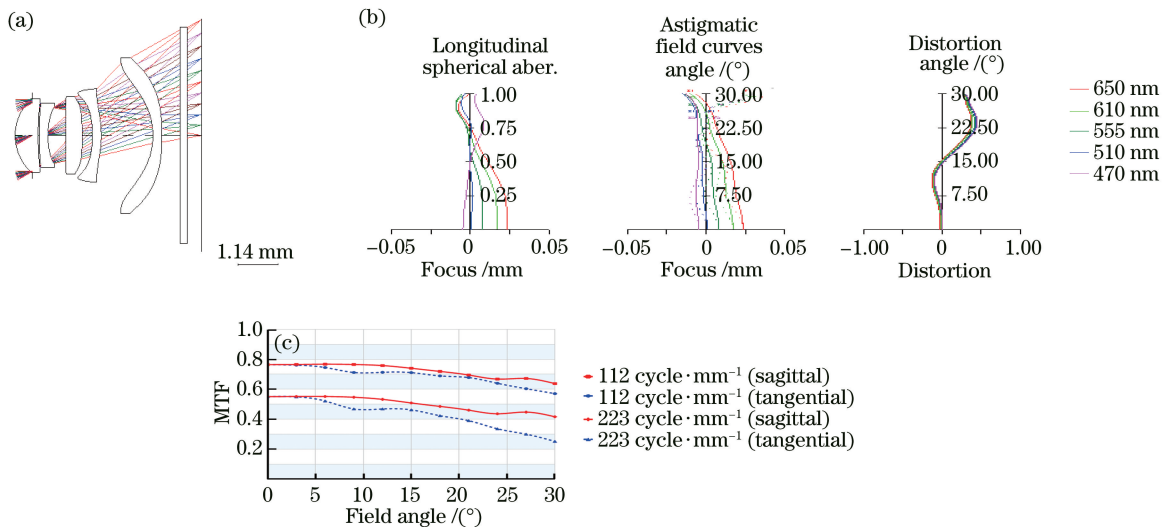 (a)
1.14 mm
(b)
Longitudinal
spherical aber.
1.00
0.75
0.50
0.25
−0.05
0
0.05
Focus /mm
Astigmatic
field curves
angle /(°)
30.00
22.50
15.00
7.50
−0.05
0
0.05
Focus /mm
Distortion
angle /(°)
30.00
22.50
15.00
7.50
−1.00
0
1.00
Distortion
650 nm
610 nm
555 nm
510 nm
470 nm
(c)
1.0
0.8
0.6
0.4
0.2
MTF
0
5
10
15
20
25
30
Field angle /(°)
112 cycle·mm⁻¹ (sagittal)
112 cycle·mm⁻¹ (tangential)
223 cycle·mm⁻¹ (sagittal)
223 cycle·mm⁻¹ (tangential)